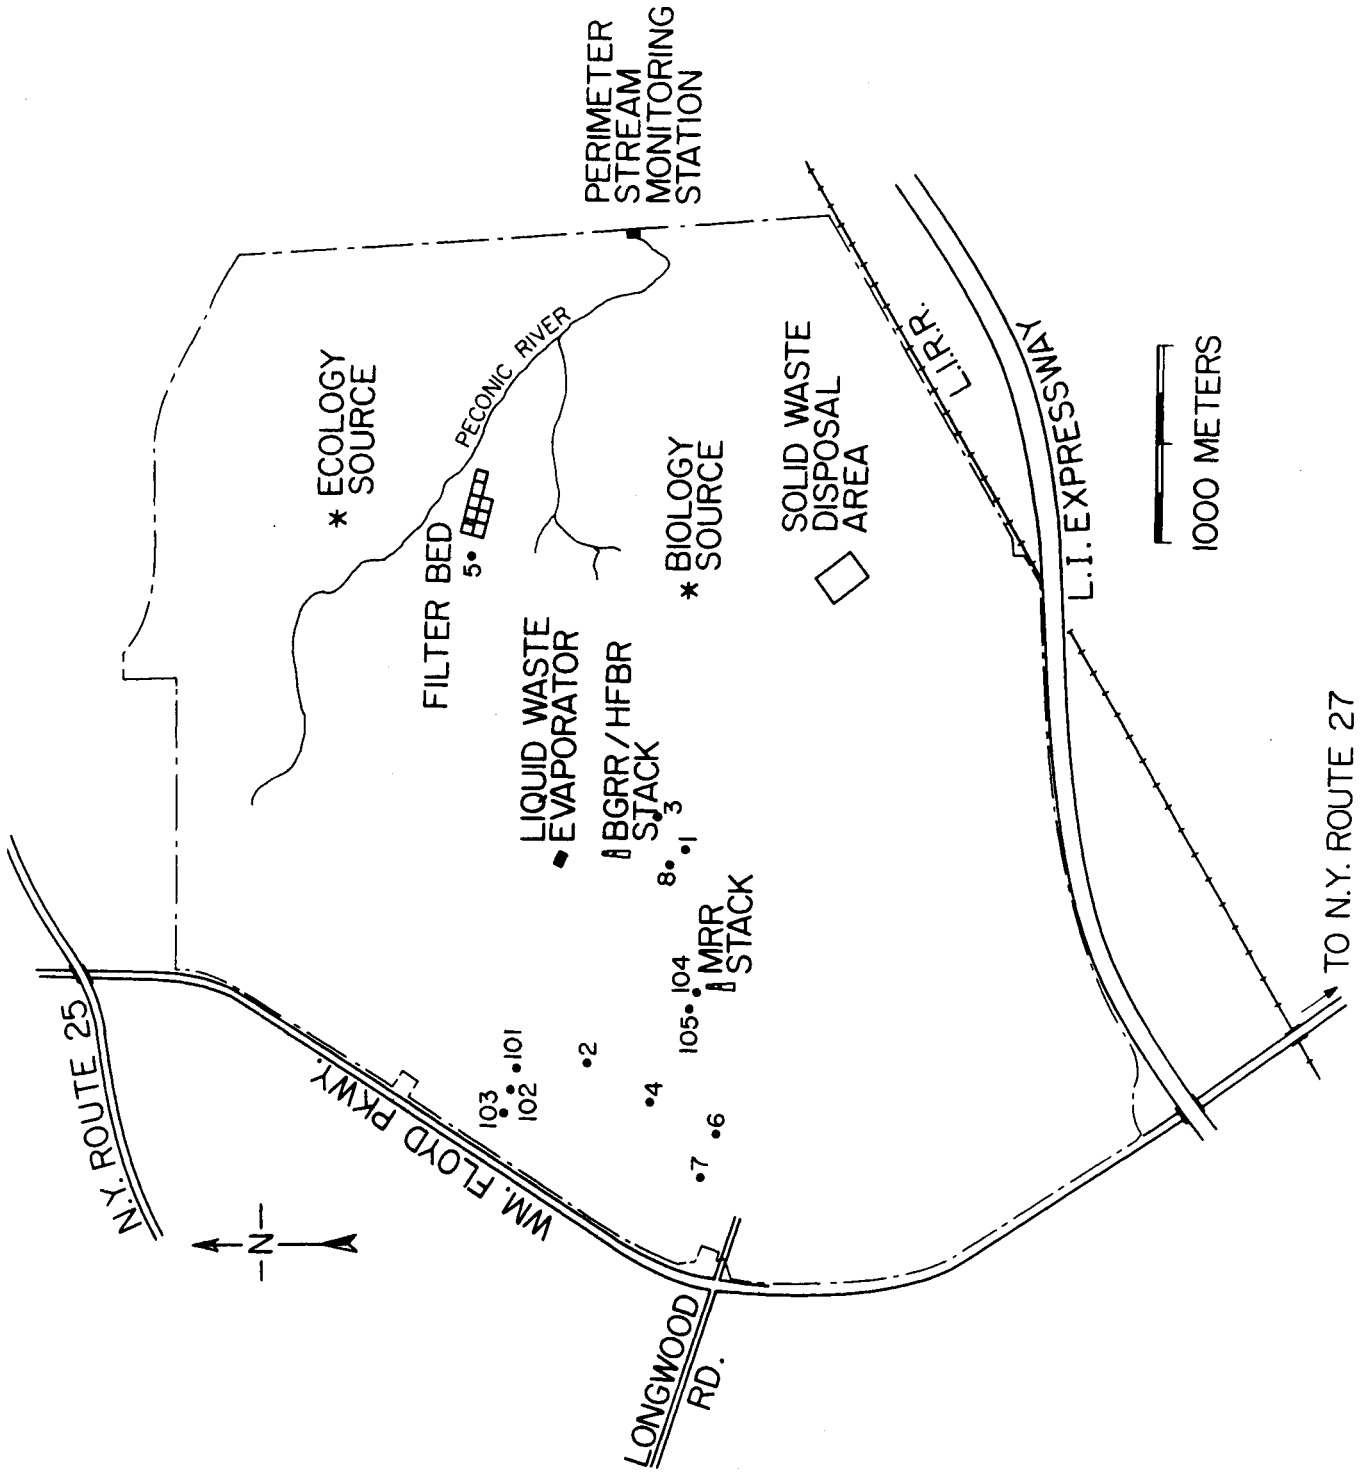 N.Y. ROUTE 25
-N-
WM. FLOYD PKWY.
LONGWOOD
RD.
103
102
101
2
4
6
7
105
104
MRR
STACK
8
1
3
BGRR/HFBR
STACK
LIQUID WASTE
EVAPORATOR
FILTER BED
5
ECOLOGY
SOURCE
PECONIC RIVER
BIOLOGY
SOURCE
SOLID WASTE
DISPOSAL
AREA
PERIMETER
STREAM
MONITORING
STATION
L.I.R.R.
L.I. EXPRESSWAY
1000 METERS
TO N.Y. ROUTE 27